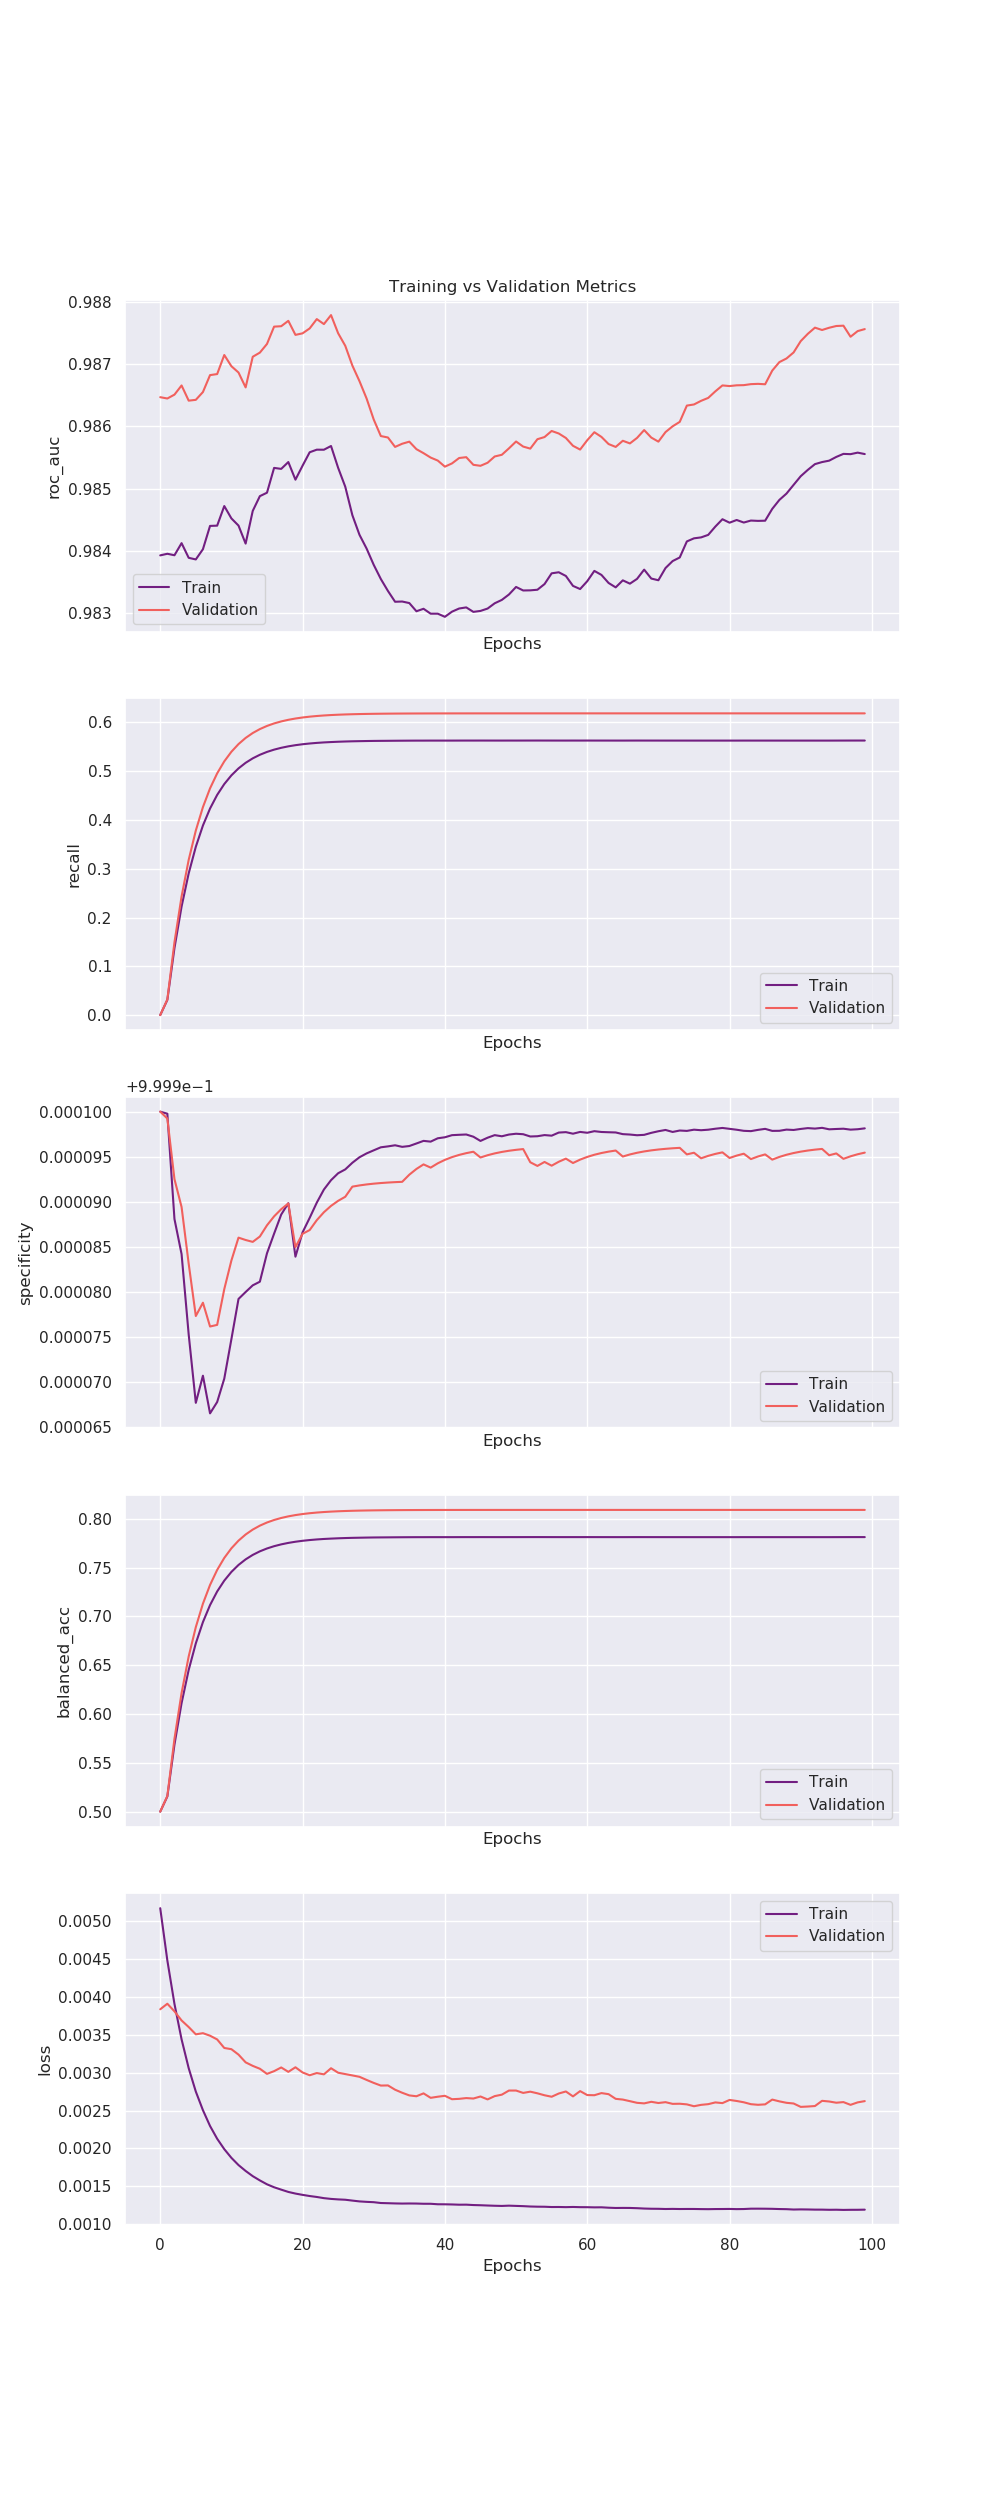 Training vs Validation Metrics
0.988
0.987
0.986
0.985
0.984
0.983
roc_auc
Train
Validation
Epochs
0.6
0.5
0.4
0.3
0.2
0.1
0.0
recall
Train
Validation
Epochs
+9.999e−1
0.000100
0.000095
0.000090
0.000085
0.000080
0.000075
0.000070
0.000065
specificity
Train
Validation
Epochs
0.80
0.75
0.70
0.65
0.60
0.55
0.50
balanced_acc
Train
Validation
Epochs
0.0050
0.0045
0.0040
0.0035
0.0030
0.0025
0.0020
0.0015
0.0010
loss
Train
Validation
0 20 40 60 80 100
Epochs